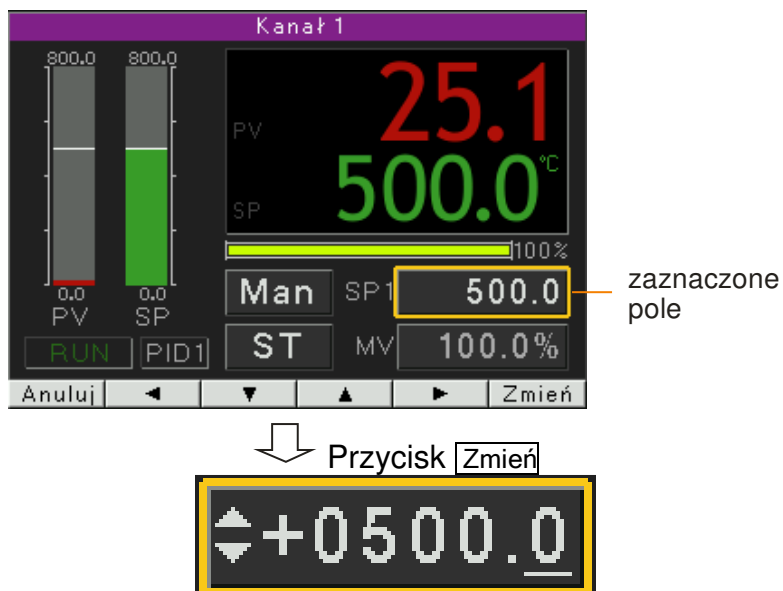 Kanał 1
800.0 800.0
PV 25.1
SP 500.0 °C
100%
0.0 0.0
PV SP
Man SP1 500.0
zaznaczone
pole
RUN PID1 ST MV 100.0%
Anuluj ◄ ▼ ▲ ► Zmień
Przycisk Zmień
+0500.0